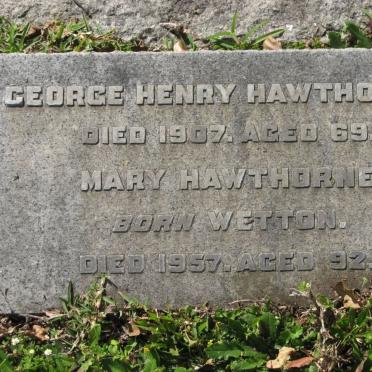 GEORGE HENRY HAWTHO
DIED 1907. AGED 69
MARY HAWTHORNE
BORN WETTON.
DIED 1957. AGED 92.